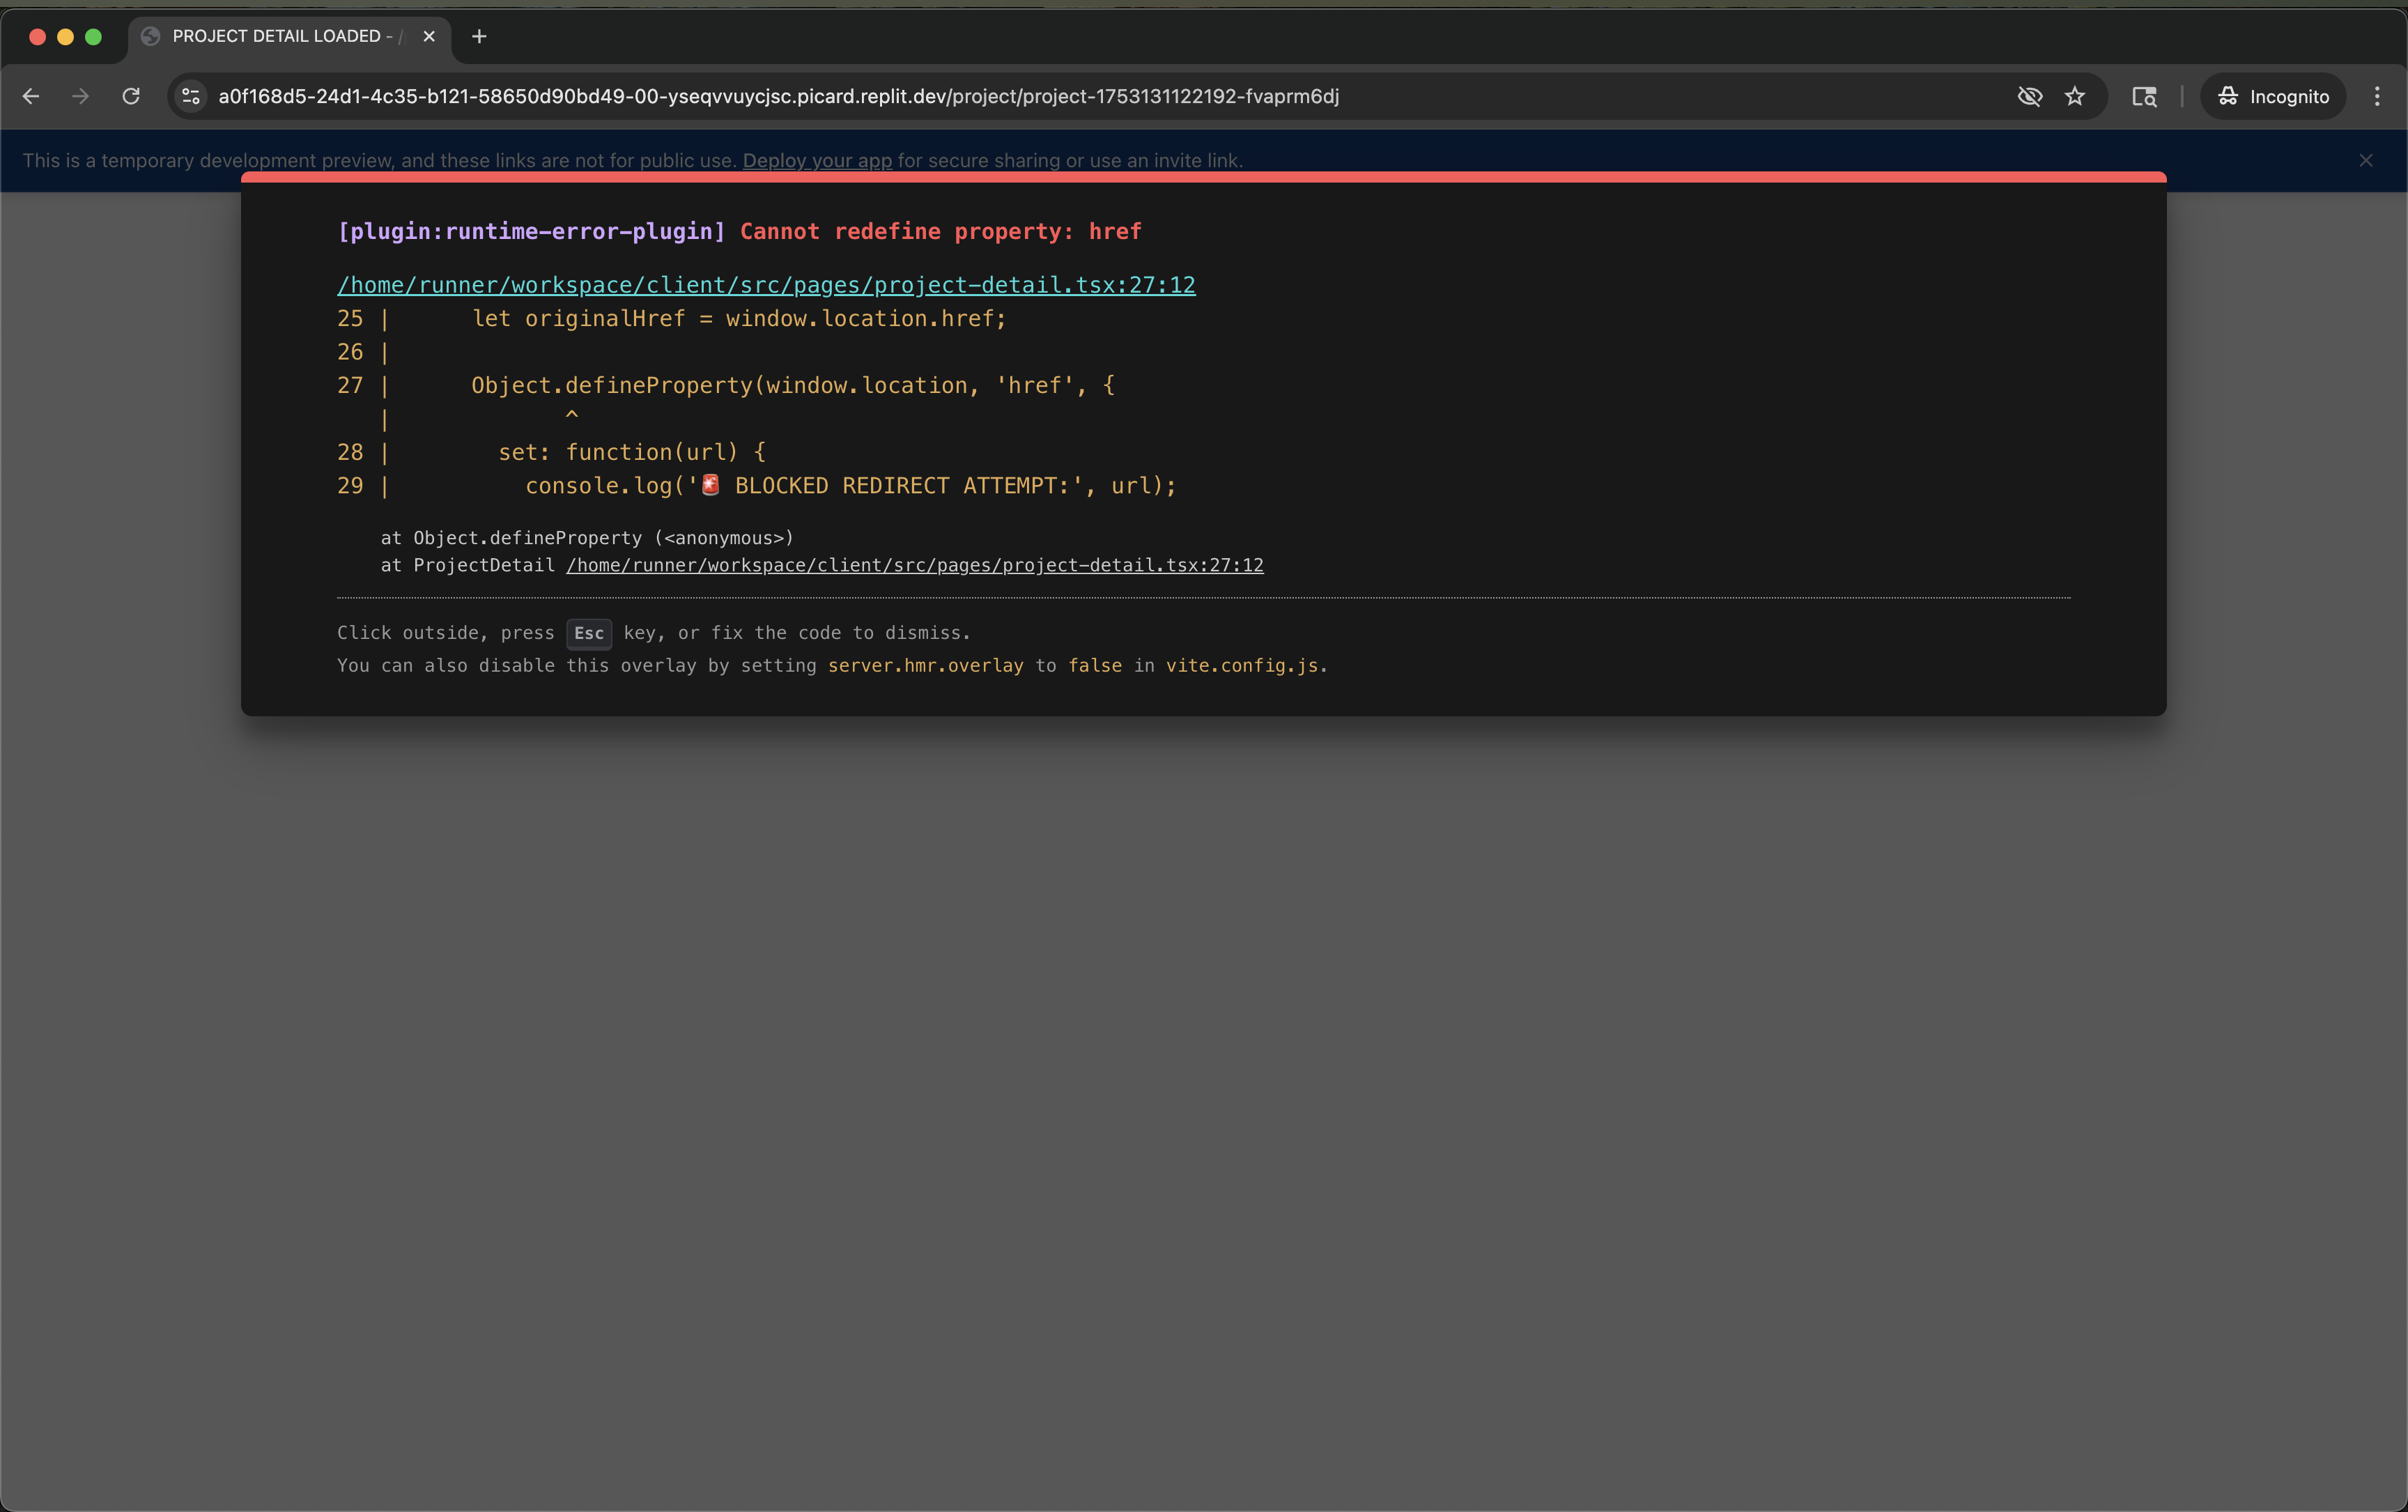 PROJECT DETAIL LOADED - /
a0f168d5-24d1-4c35-b121-58650d90bd49-00-yseqvvuycjsc.picard.replit.dev/project/project-1753131122192-fvaprm6dj
Incognito
This is a temporary development preview, and these links are not for public use. Deploy your app for secure sharing or use an invite link.
[plugin:runtime-error-plugin] Cannot redefine property: href
/home/runner/workspace/client/src/pages/project-detail.tsx:27:12
25 |      let originalHref = window.location.href;
26 |
27 |      Object.defineProperty(window.location, 'href', {
   |             ^
28 |        set: function(url) {
29 |          console.log('🚨 BLOCKED REDIRECT ATTEMPT:', url);
at Object.defineProperty (<anonymous>)
at ProjectDetail /home/runner/workspace/client/src/pages/project-detail.tsx:27:12
Click outside, press Esc key, or fix the code to dismiss.
You can also disable this overlay by setting server.hmr.overlay to false in vite.config.js.